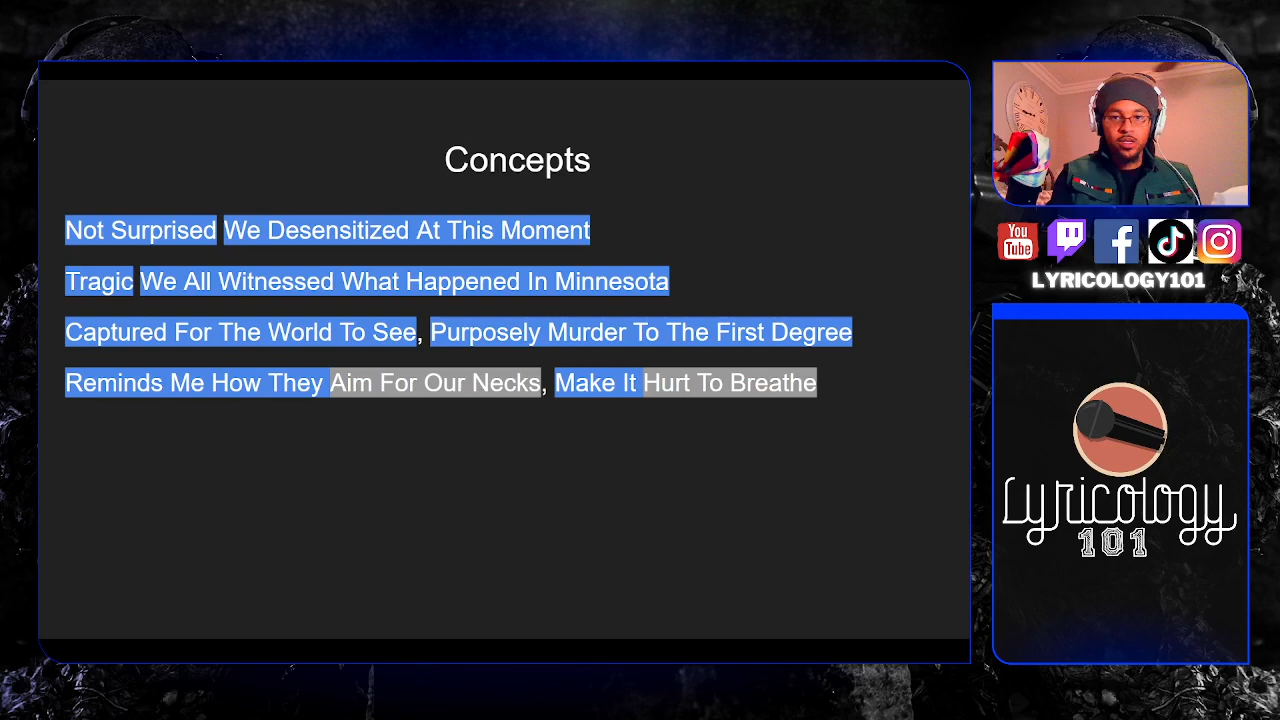 Concepts
Not Surprised We Desensitized At This Moment
Tragic We All Witnessed What Happened In Minnesota
Captured For The World To See, Purposely Murder To The First Degree
Reminds Me How They Aim For Our Necks, Make It Hurt To Breathe
You
Tube
LYRICOLOGY101
Lyricology
101